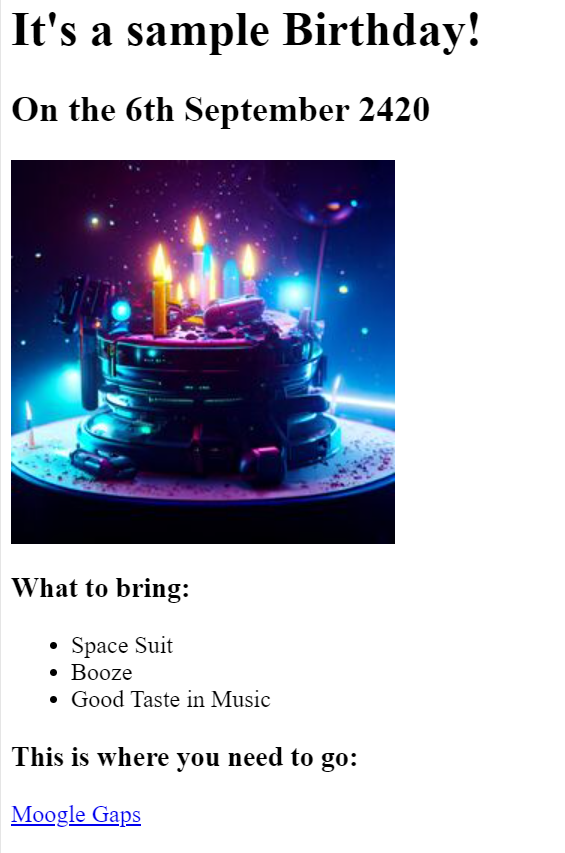 It's a sample Birthday!
On the 6th September 2420
What to bring:
Space Suit
Booze
Good Taste in Music
This is where you need to go:
Moogle Gaps